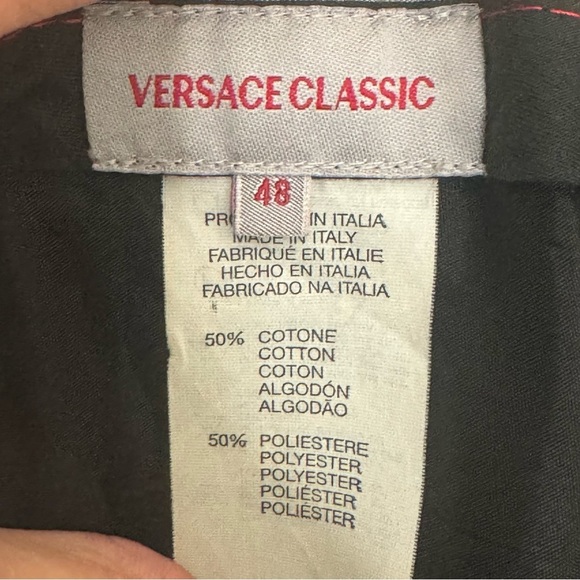 VERSACE CLASSIC
48
IN ITALIA
MADE IN ITALY
FABRIQUÉ EN ITALIE
HECHO EN ITALIA
FABRICADO NA ITALIA
50% COTONE
COTTON
COTON
ALGODÓN
ALGODÃO
50% POLIESTERE
POLYESTER
POLYESTER
POLIÉSTER
POLIÉSTER